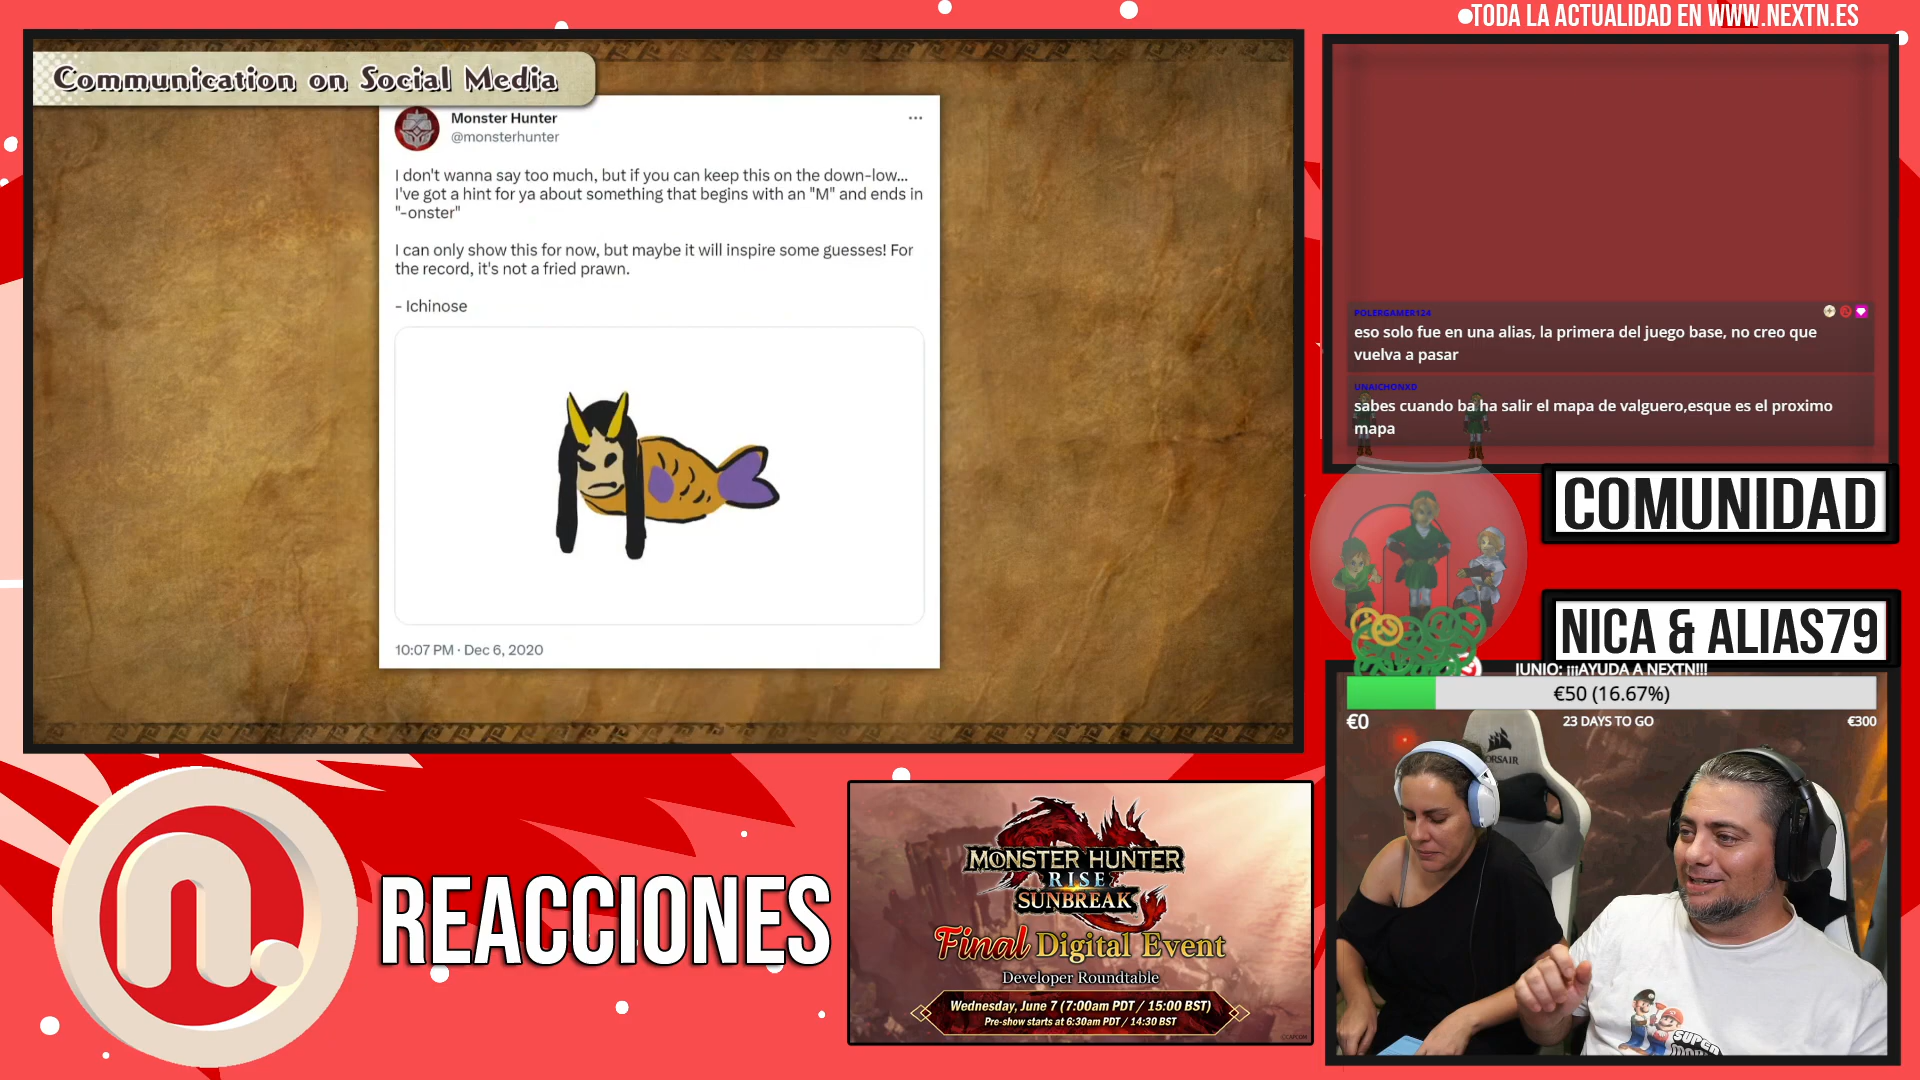 TODA LA ACTUALIDAD EN WWW.NEXTN.ES
Communication on Social Media
Monster Hunter
@monsterhunter
I don't wanna say too much, but if you can keep this on the down-low...
I've got a hint for ya about something that begins with an "M" and ends in
"-onster"
I can only show this for now, but maybe it will inspire some guesses! For
the record, it's not a fried prawn.
- Ichinose
10:07 PM · Dec 6, 2020
POLERGAMER124
eso solo fue en una alias, la primera del juego base, no creo que
vuelva a pasar
UNAICHONXD
sabes cuando ba ha salir el mapa de valguero,esque es el proximo
mapa
COMUNIDAD
NICA & ALIAS79
JUNIO: ¡¡¡AYUDA A NEXTN!!!
€50 (16.67%)
€0
23 DAYS TO GO
€300
CORSAIR
SUPER
n.
REACCIONES
MONSTER HUNTER
RISE
SUNBREAK
Final Digital Event
Developer Roundtable
Wednesday, June 7 (7:00am PDT / 15:00 BST)
Pre-show starts at 6:30am PDT / 14:30 BST